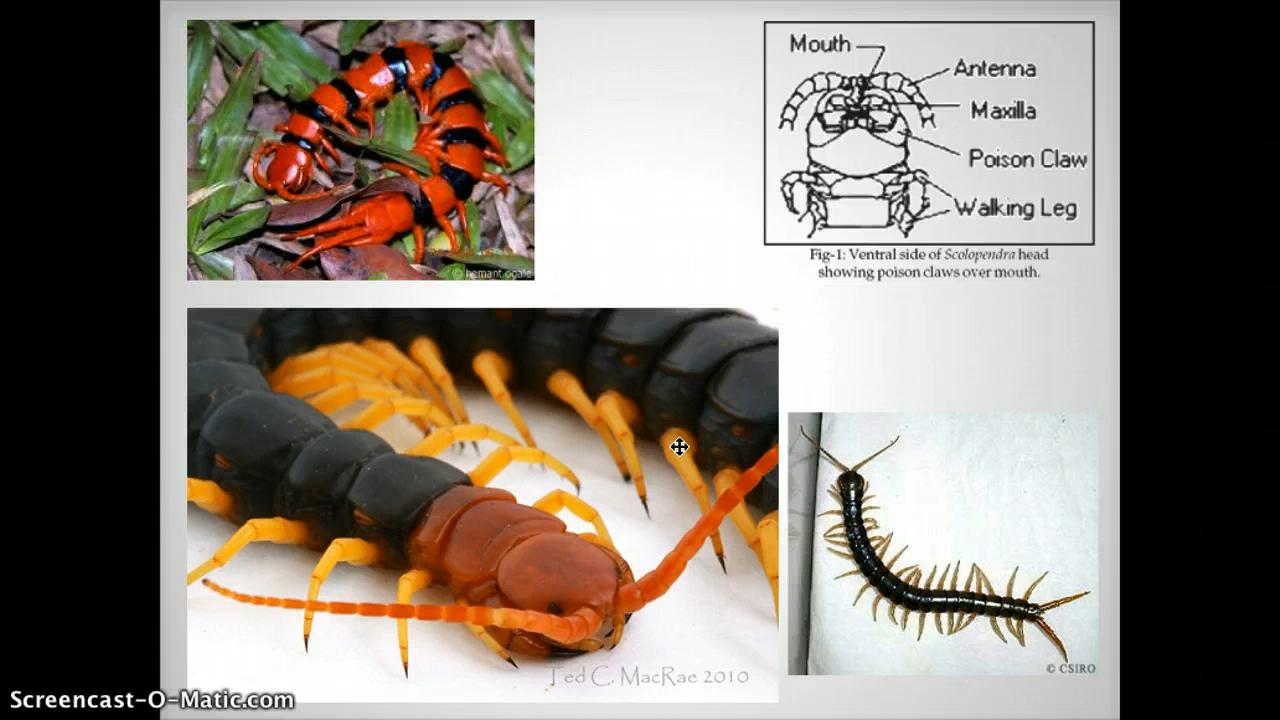 Mouth
Antenna
Maxilla
Poison Claw
Walking Leg
Fig-1: Ventral side of Scolopendra head
showing poison claws over mouth.
© hemant ogale
Ted C. MacRae 2010
© CSIRO
Screencast-O-Matic.com